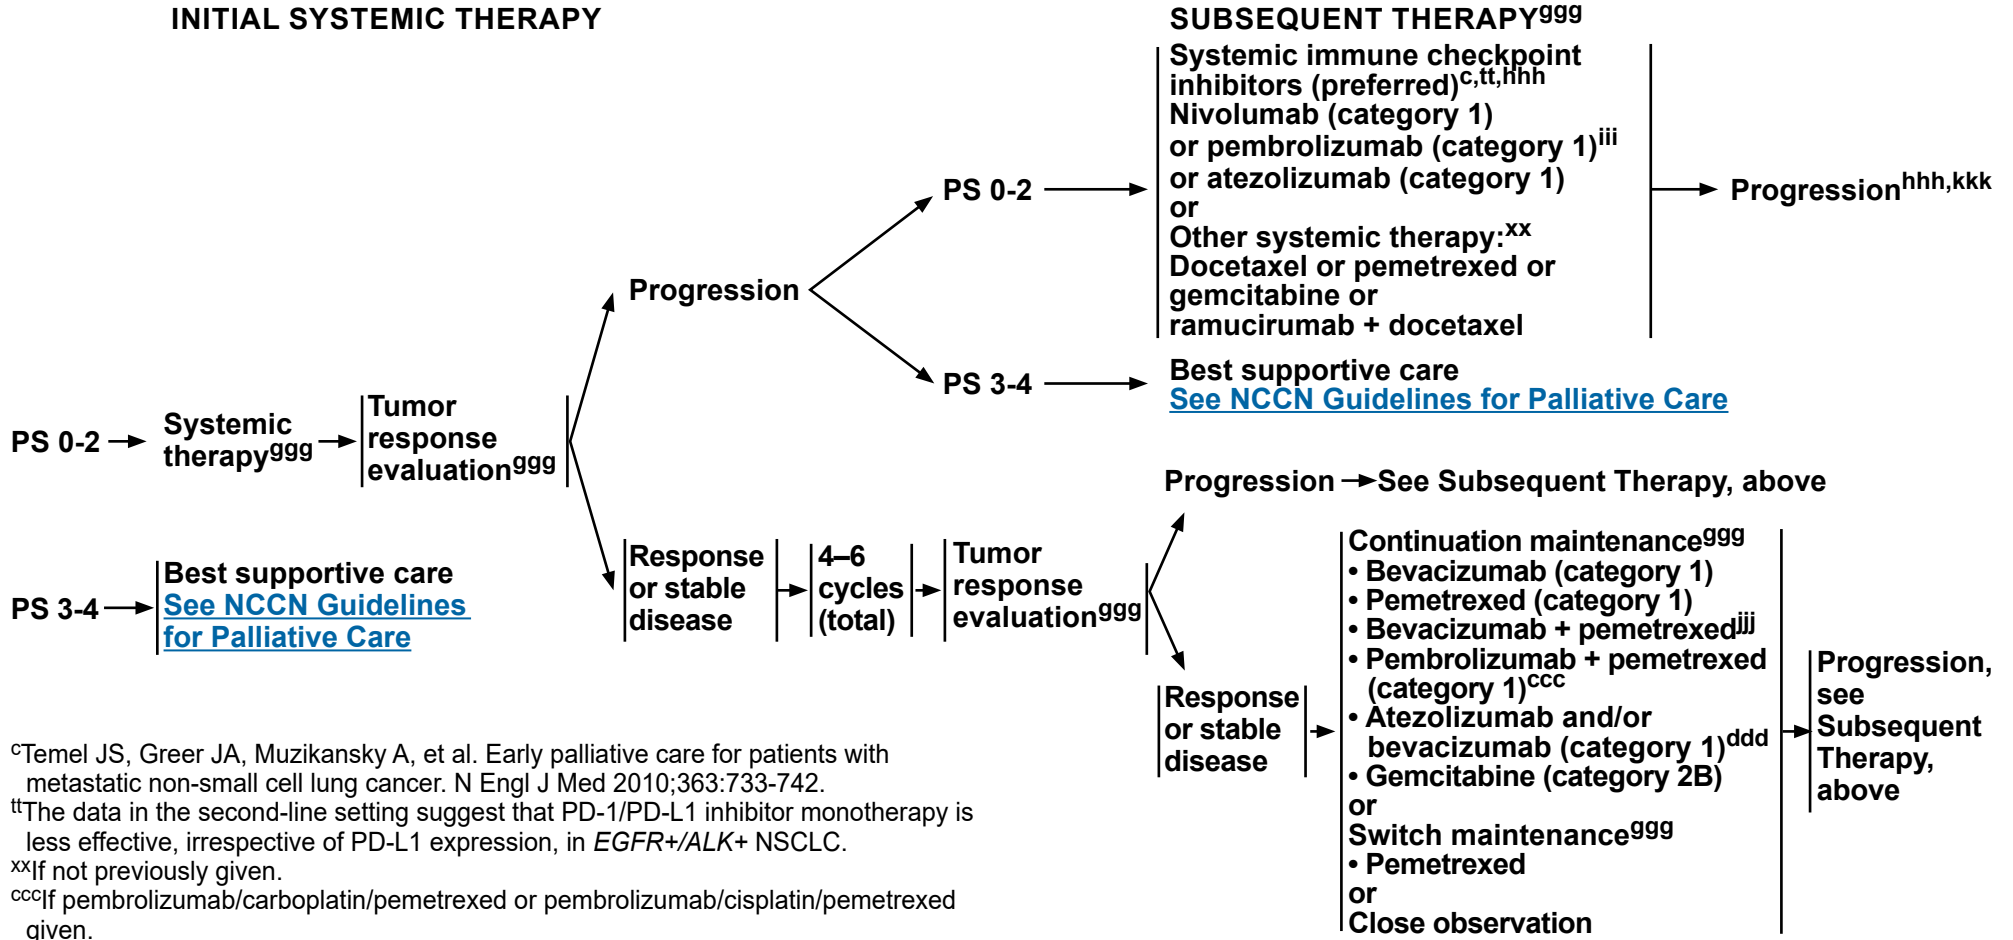 INITIAL SYSTEMIC THERAPY
SUBSEQUENT THERAPYggg
Systemic immune checkpoint
inhibitors (preferred)c,tt,hhh
Nivolumab (category 1)
or pembrolizumab (category 1)iii
or atezolizumab (category 1)
or
Other systemic therapy:xx
Docetaxel or pemetrexed or
gemcitabine or
ramucirumab + docetaxel
PS 0-2
Progressionhhh,kkk
Progression
PS 3-4
Best supportive care
See NCCN Guidelines for Palliative Care
PS 0-2
Systemic
therapyggg
Tumor
response
evaluationggg
Progression
See Subsequent Therapy, above
Response
or stable
disease
4–6
cycles
(total)
Tumor
response
evaluationggg
PS 3-4
Best supportive care
See NCCN Guidelines
for Palliative Care
Response
or stable
disease
Continuation maintenanceggg
• Bevacizumab (category 1)
• Pemetrexed (category 1)
• Bevacizumab + pemetrexedjjj
• Pembrolizumab + pemetrexed
(category 1)ccc
• Atezolizumab and/or
bevacizumab (category 1)ddd
• Gemcitabine (category 2B)
or
Switch maintenanceggg
• Pemetrexed
or
Close observation
Progression,
see
Subsequent
Therapy,
above
cTemel JS, Greer JA, Muzikansky A, et al. Early palliative care for patients with
metastatic non-small cell lung cancer. N Engl J Med 2010;363:733-742.
ttThe data in the second-line setting suggest that PD-1/PD-L1 inhibitor monotherapy is
less effective, irrespective of PD-L1 expression, in EGFR+/ALK+ NSCLC.
xxIf not previously given.
cccIf pembrolizumab/carboplatin/pemetrexed or pembrolizumab/cisplatin/pemetrexed
given.